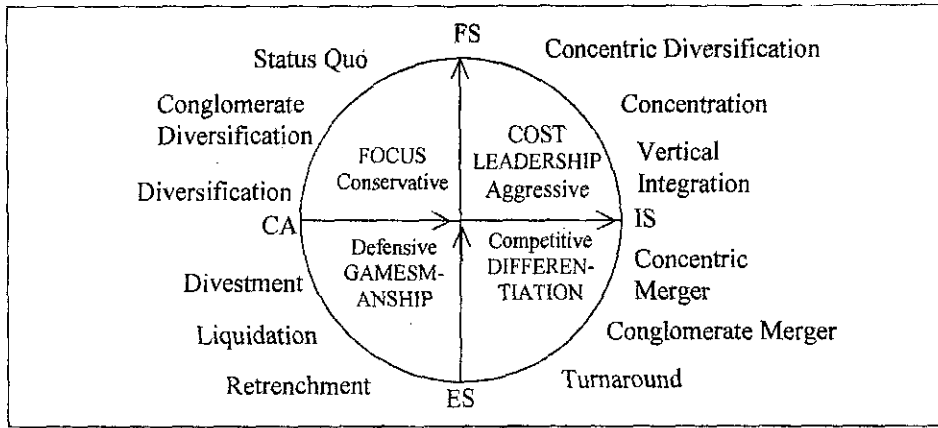 FS
Status Quó
Concentric Diversification
Conglomerate
Diversification
Concentration
COST
LEADERSHIP
Aggressive
FOCUS
Conservative
Vertical
Integration
Diversification
CA
IS
Defensive
GAMESM-
ANSHIP
Competitive
DIFFEREN-
TIATION
Concentric
Merger
Divestment
Liquidation
Conglomerate Merger
Retrenchment
Turnaround
ES